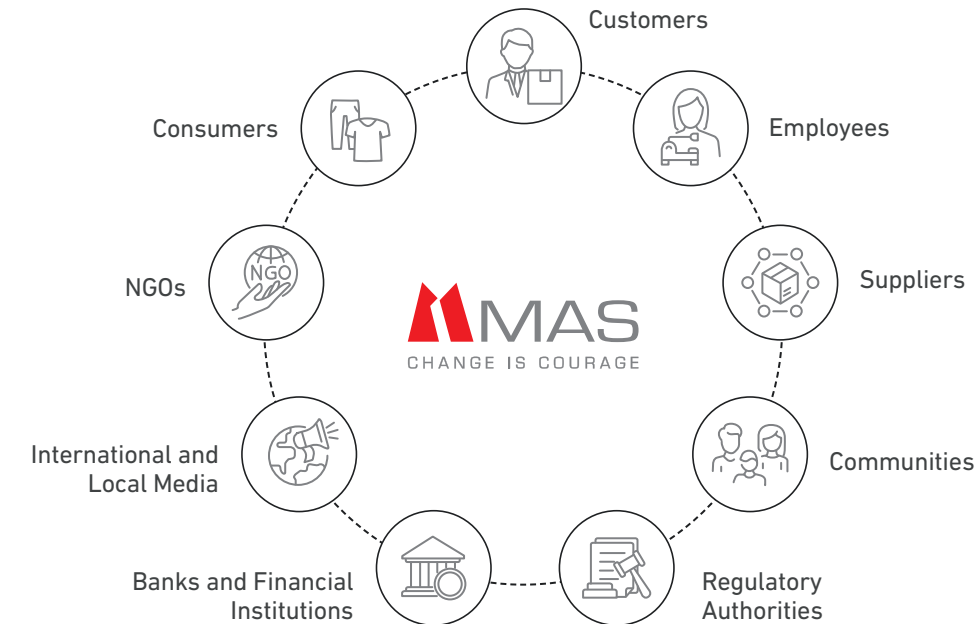 Customers
Consumers
Employees
NGO
NGOs
Suppliers
MAS
CHANGE IS COURAGE
International and
Local Media
Communities
Banks and Financial
Institutions
Regulatory
Authorities